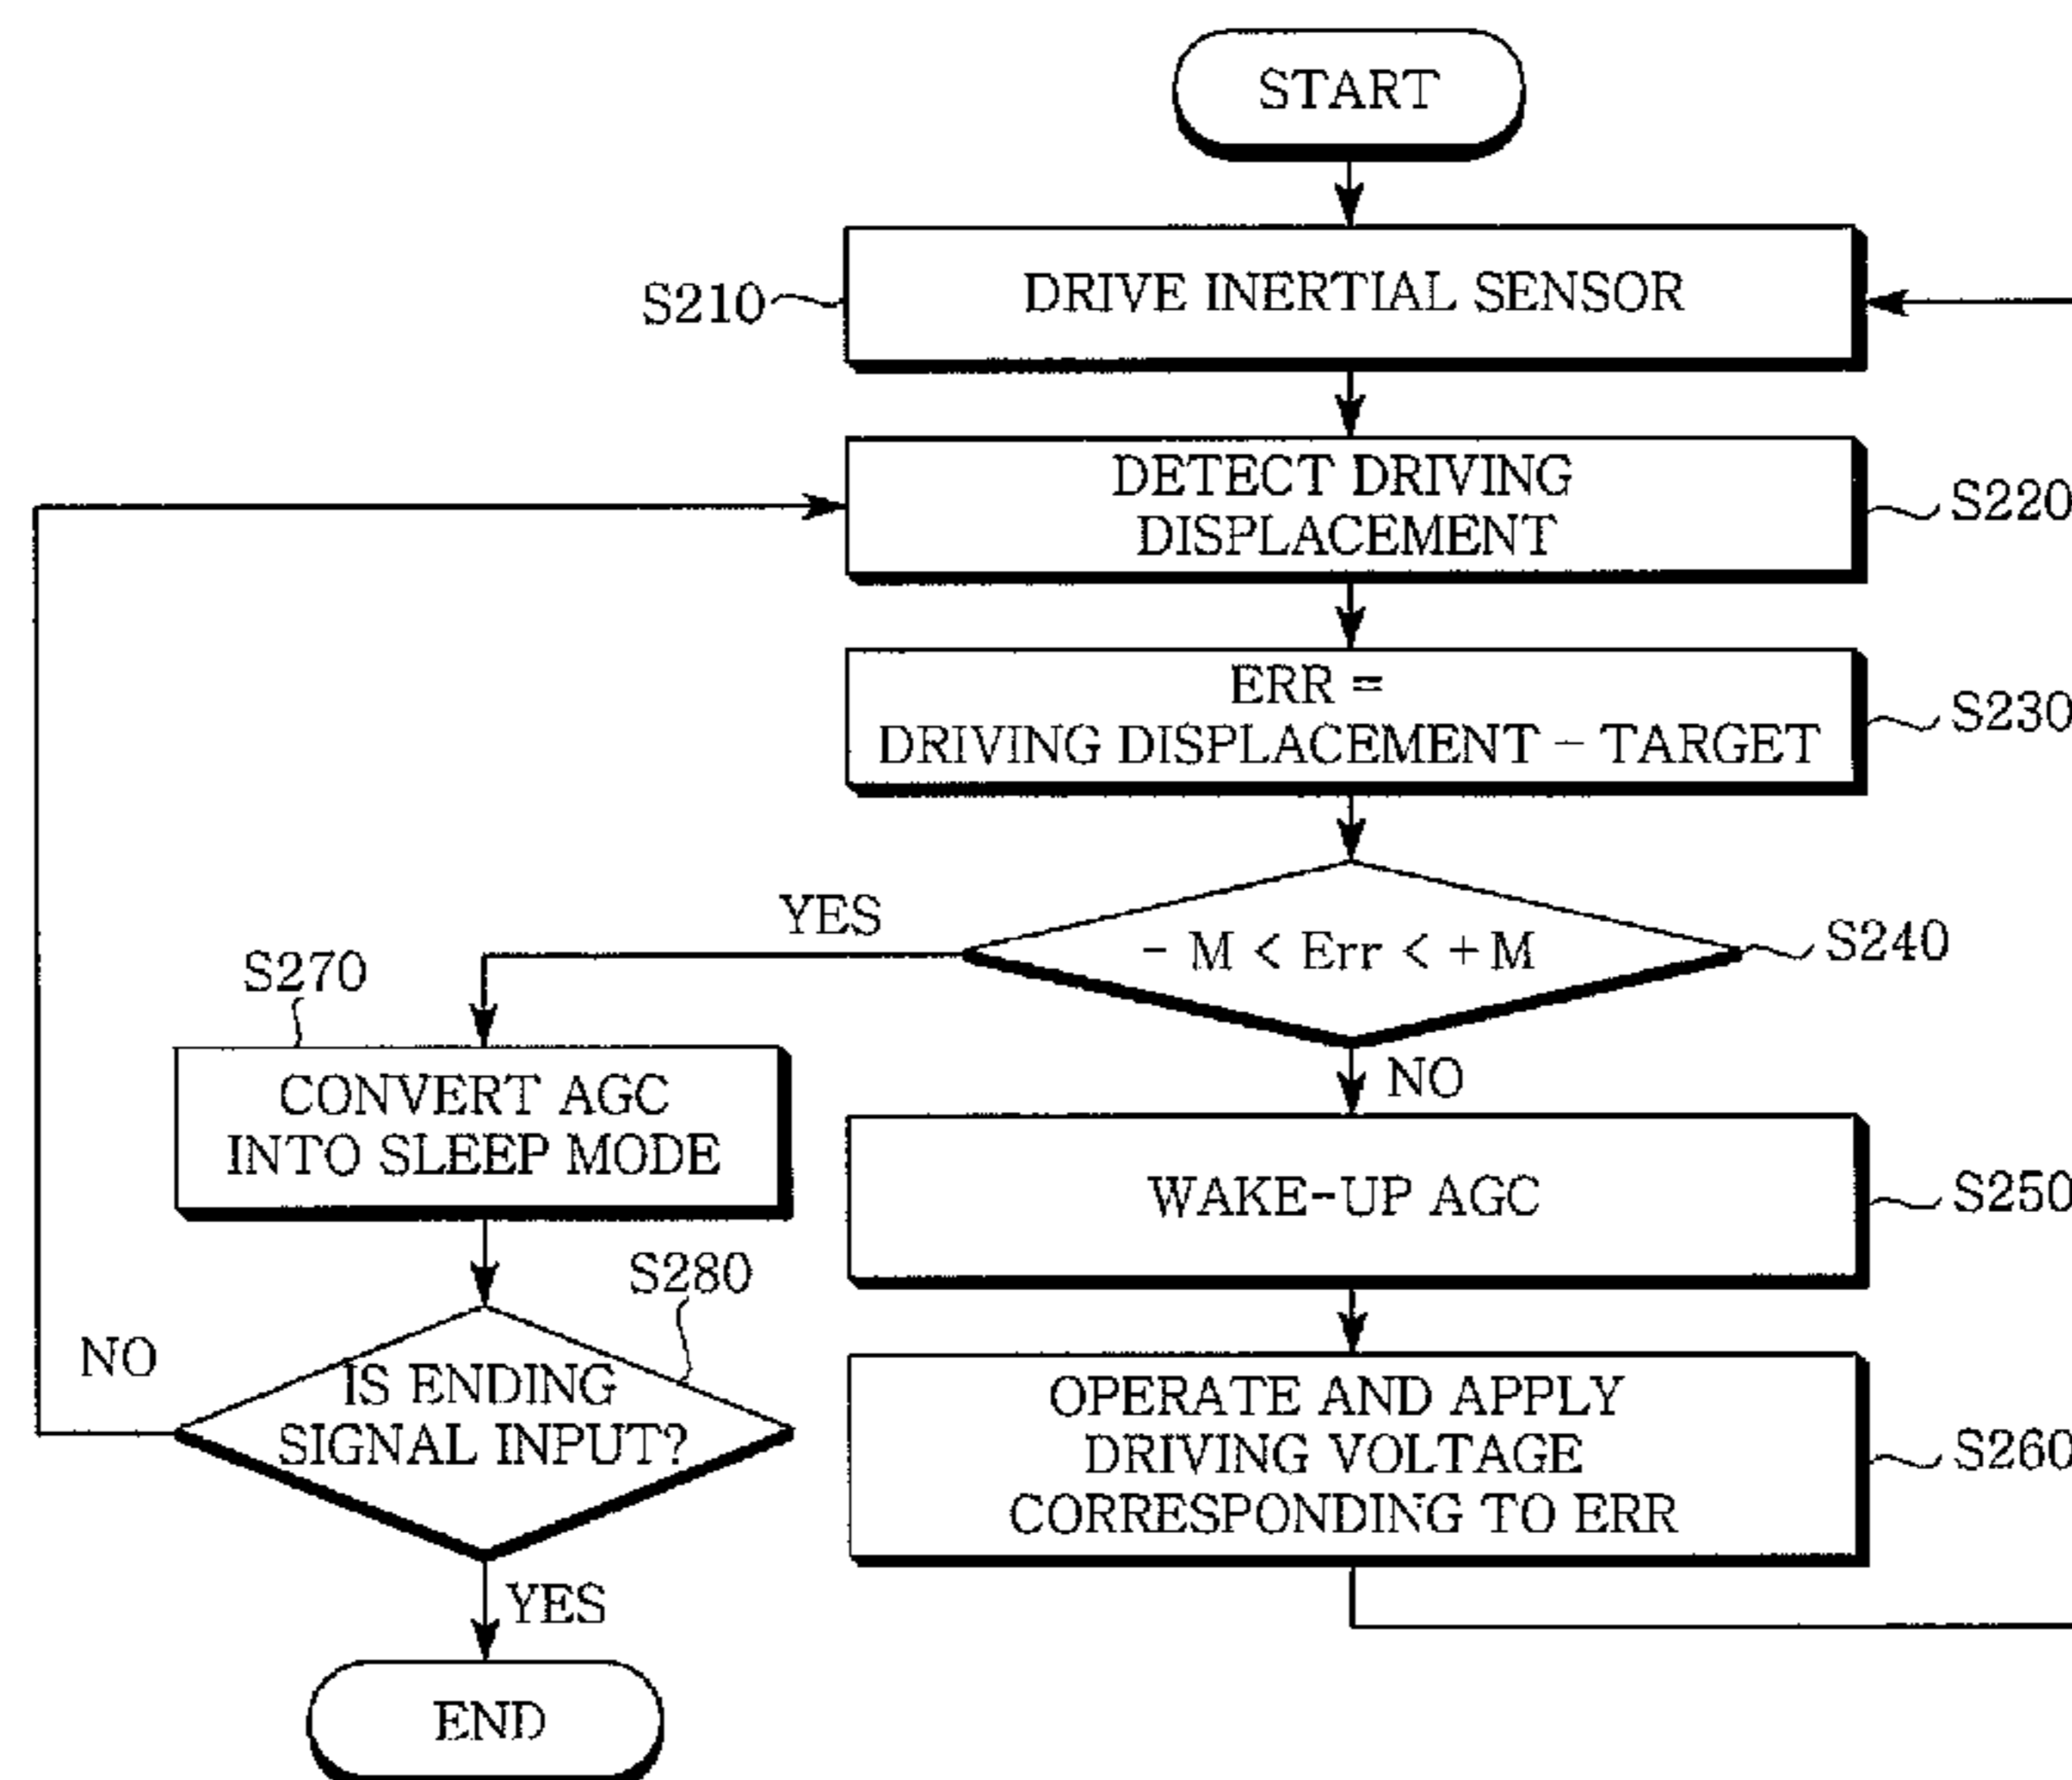 START
S210
DRIVE INERTIAL SENSOR
DETECT DRIVING
DISPLACEMENT
S220
ERR =
DRIVING DISPLACEMENT – TARGET
S230
YES
– M < Err < +M
S240
S270
NO
CONVERT AGC
INTO SLEEP MODE
WAKE-UP AGC
S250
S280
NO
IS ENDING
SIGNAL INPUT?
OPERATE AND APPLY
DRIVING VOLTAGE
CORRESPONDING TO ERR
S260
YES
END